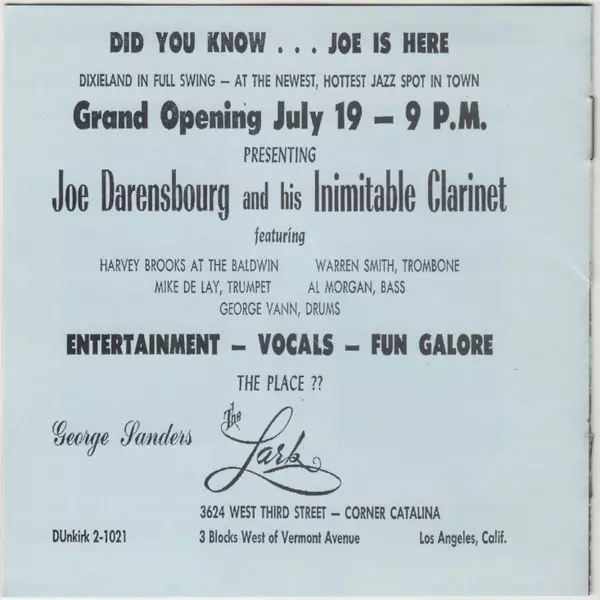 DID YOU KNOW . . . JOE IS HERE
DIXIELAND IN FULL SWING – AT THE NEWEST, HOTTEST JAZZ SPOT IN TOWN
Grand Opening July 19 – 9 P.M.
PRESENTING
Joe Darensbourg and his Inimitable Clarinet
featuring
HARVEY BROOKS AT THE BALDWIN WARREN SMITH, TROMBONE
MIKE DE LAY, TRUMPET AL MORGAN, BASS
GEORGE VANN, DRUMS
ENTERTAINMENT – VOCALS – FUN GALORE
THE PLACE ??
George Sanders The Lark
3624 WEST THIRD STREET – CORNER CATALINA
DUnkirk 2-1021 3 Blocks West of Vermont Avenue Los Angeles, Calif.